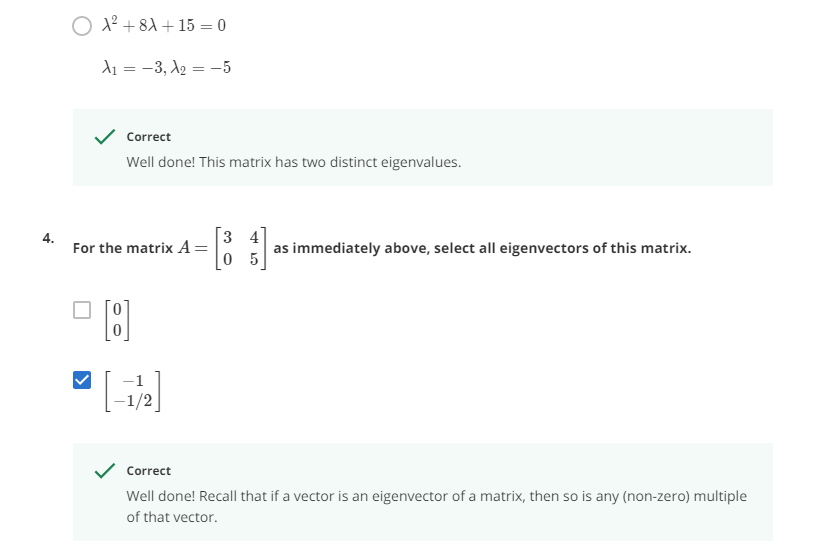 λ² + 8λ + 15 = 0
λ₁ = −3, λ₂ = −5
Correct
Well done! This matrix has two distinct eigenvalues.
4. For the matrix A = [3 4; 0 5] as immediately above, select all eigenvectors of this matrix.
[0; 0]
[−1; −1/2]
Correct
Well done! Recall that if a vector is an eigenvector of a matrix, then so is any (non-zero) multiple
of that vector.